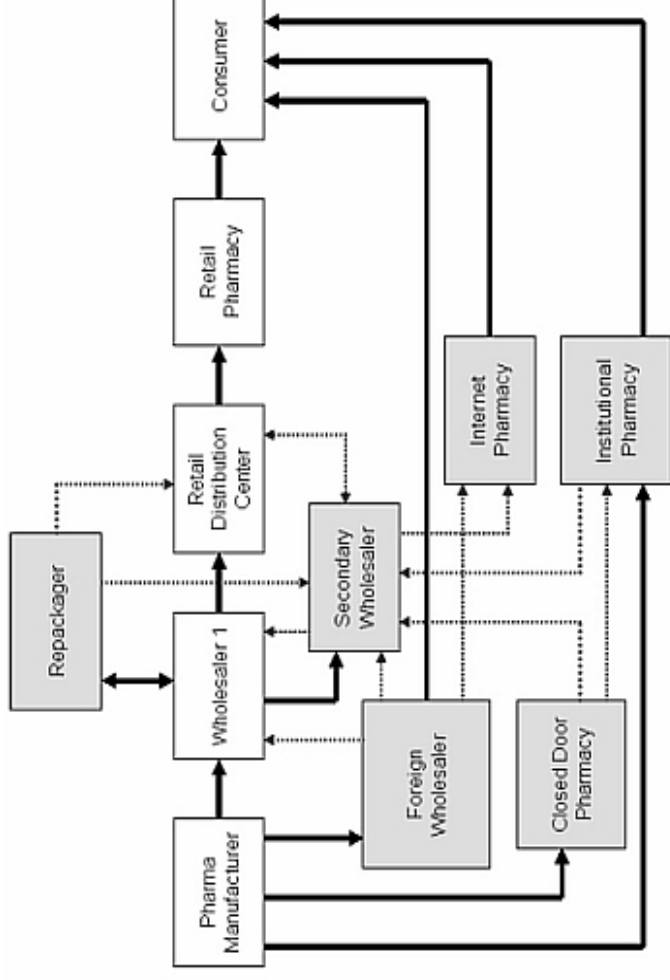 Repackager
Pharma
Manufacturer
Wholesaler 1
Retail
Distribution
Center
Retail
Pharmacy
Consumer
Secondary
Wholesaler
Foreign
Wholesaler
Internet
Pharmacy
Closed Door
Pharmacy
Institutional
Pharmacy